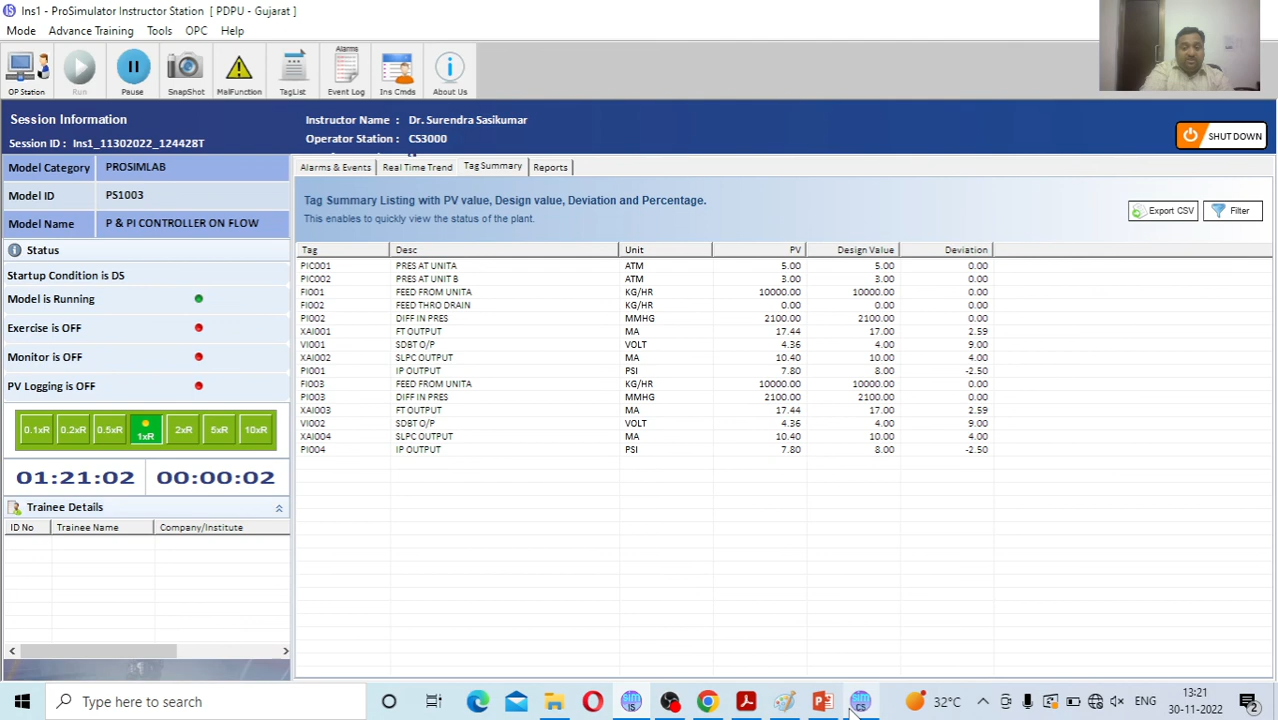 Ins1 - ProSimulator Instructor Station [ PDPU - Gujarat ]
Mode Advance Training Tools OPC Help
OP Station Run Pause SnapShot MalFunction TagList Alarms Event Log Ins Cmds About Us
Session Information
Session ID : Ins1_11302022_124428T
Instructor Name : Dr. Surendra Sasikumar
Operator Station : CS3000
SHUT DOWN
Model Category PROSIMLAB
Model ID PS1003
Model Name P & PI CONTROLLER ON FLOW
Status
Startup Condition is DS
Model is Running
Exercise is OFF
Monitor is OFF
PV Logging is OFF
0.1xR 0.2xR 0.5xR 1xR 2xR 5xR 10xR
01:21:02 00:00:02
Trainee Details
ID No Trainee Name Company/Institute
Alarms & Events Real Time Trend Tag Summary Reports
Tag Summary Listing with PV value, Design value, Deviation and Percentage.
This enables to quickly view the status of the plant.
Export CSV Filter
Tag Desc Unit PV Design Value Deviation
PIC001 PRES AT UNITA ATM 5.00 5.00 0.00
PIC002 PRES AT UNIT B ATM 3.00 3.00 0.00
FI001 FEED FROM UNITA KG/HR 10000.00 10000.00 0.00
FI002 FEED THRO DRAIN KG/HR 0.00 0.00 0.00
PI002 DIFF IN PRES MMHG 2100.00 2100.00 0.00
XAI001 FT OUTPUT MA 17.44 17.00 2.59
VI001 SDBT O/P VOLT 4.36 4.00 9.00
XAI002 SLPC OUTPUT MA 10.40 10.00 4.00
PI001 IP OUTPUT PSI 7.80 8.00 -2.50
FI003 FEED FROM UNITA KG/HR 10000.00 10000.00 0.00
PI003 DIFF IN PRES MMHG 2100.00 2100.00 0.00
XAI003 FT OUTPUT MA 17.44 17.00 2.59
VI002 SDBT O/P VOLT 4.36 4.00 9.00
XAI004 SLPC OUTPUT MA 10.40 10.00 4.00
PI004 IP OUTPUT PSI 7.80 8.00 -2.50
Type here to search
32°C
ENG
13:21
30-11-2022
2